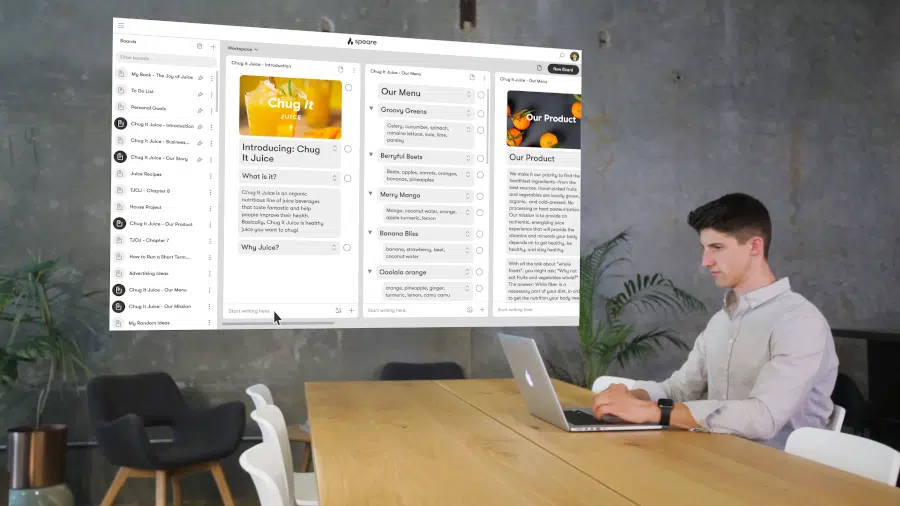 speare
Boards
Filter boards
My Book - The Joy of Juice
To Do List
Personal Goals
Chug It Juice - Introduction
Chug It Juice - Business...
Chug It Juice - Our Story
Juice Recipes
TJOJ - Chapter 8
House Project
Chug It Juice - Our Product
TJOJ - Chapter 7
How to Run a Short Term...
Advertising Ideas
Chug It Juice - Our Menu
Chug It Juice - Our Mission
My Random Ideas
Workspace
New Board
Chug It Juice - Introduction
Chug It
JUICE
Introducing: Chug
It Juice
What is it?
Chug It Juice is an organic
nutritious line of juice beverages
that taste fantastic and help
people improve their health.
Basically, Chug It Juice is healthy
juice you want to chug!
Why Juice?
Start writing here.
Chug It Juice - Our Menu
Our Menu
Groovy Greens
Celery, cucumber, spinach,
romaine lettuce, kale, lime,
parsley
Berryful Beets
Beets, apples, carrots, oranges,
bananas, pineapples
Merry Mango
Mango, coconut water, orange,
apple turmeric, lemon
Banana Bliss
banana, strawberry, beet,
coconut water
Ooolala orange
orange, pineapple, ginger,
turmeric, lemon, camu camu
Start writing here.
Chug It Juice - Our Menu
Our Product
Our Product
We make it our priority to find the
healthiest ingredients—from the
best sources. Hand-picked fruits
and vegetables are locally grown,
organic, and cold-pressed. No
processing or heat pasteurization.
Our mission is to provide an
authentic, energizing juice
experience that will provide the
vitamins and minerals your body
depends on to get healthy, be
healthy, and stay healthy.
With all the talk about "whole
foods", you might ask: "Why not
eat fruits and vegetables whole?"
The answer: While fiber is a
necessary part of your diet, in
to get the nutrition your body
Start writing here.